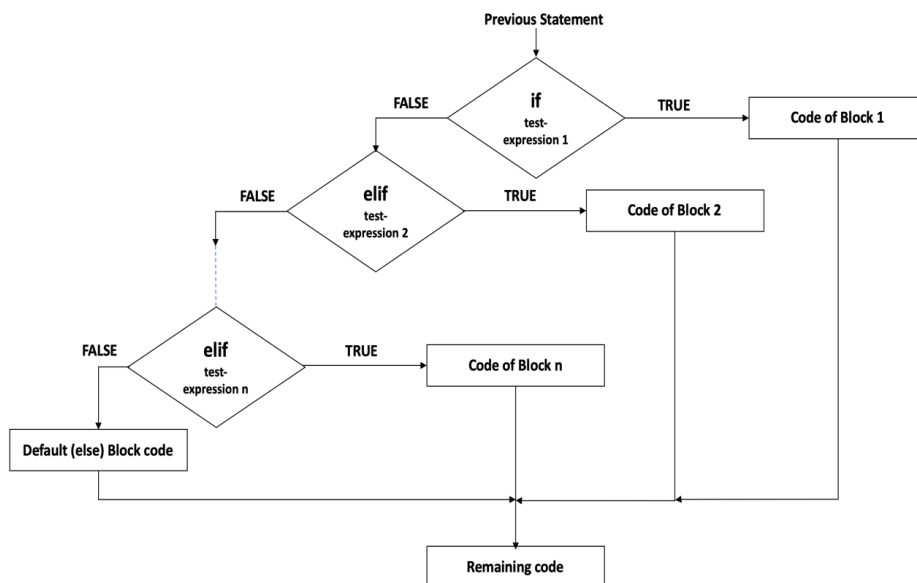 Previous Statement
FALSE
if
TRUE
test-
expression 1
Code of Block 1
FALSE
elif
TRUE
test-
expression 2
Code of Block 2
FALSE
elif
TRUE
test-
expression n
Code of Block n
Default (else) Block code
Remaining code